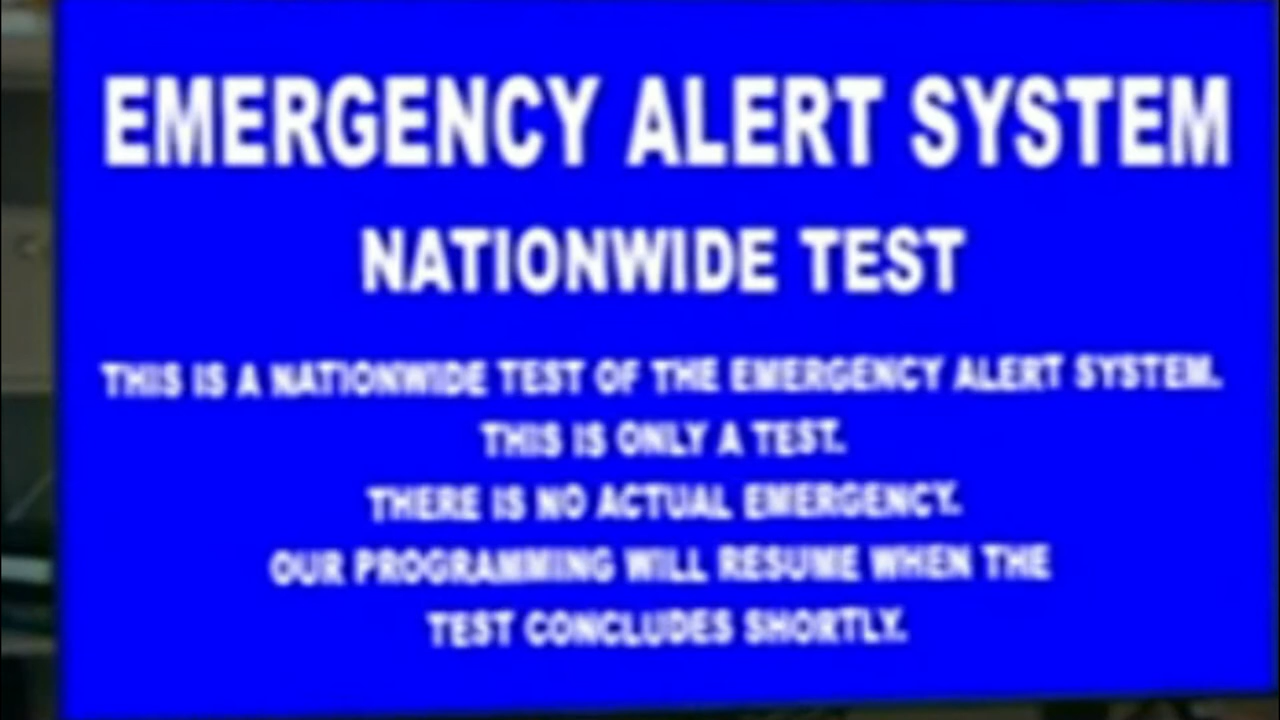 EMERGENCY ALERT SYSTEM
NATIONWIDE TEST
THIS IS A NATIONWIDE TEST OF THE EMERGENCY ALERT SYSTEM.
THIS IS ONLY A TEST.
THERE IS NO ACTUAL EMERGENCY.
OUR PROGRAMMING WILL RESUME WHEN THE
TEST CONCLUDES SHORTLY.